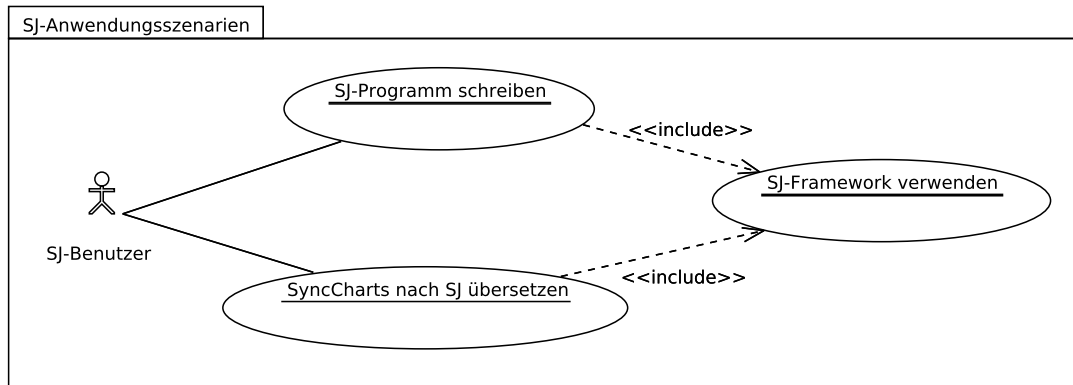 SJ-Anwendungsszenarien
SJ-Programm schreiben
<<include>>
SJ-Framework verwenden
SJ-Benutzer
<<include>>
SyncCharts nach SJ übersetzen